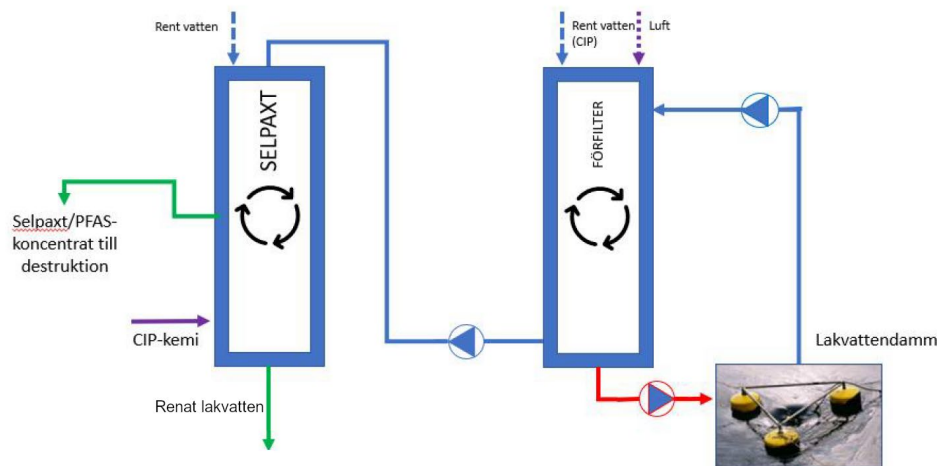 Rent vatten
Rent vatten
(CIP)
Luft
SELPAXT
FÖRFILTER
Selpaxt/PFAS-
koncentrat till
destruktion
CIP-kemi
Lakvattendamm
Renat lakvatten